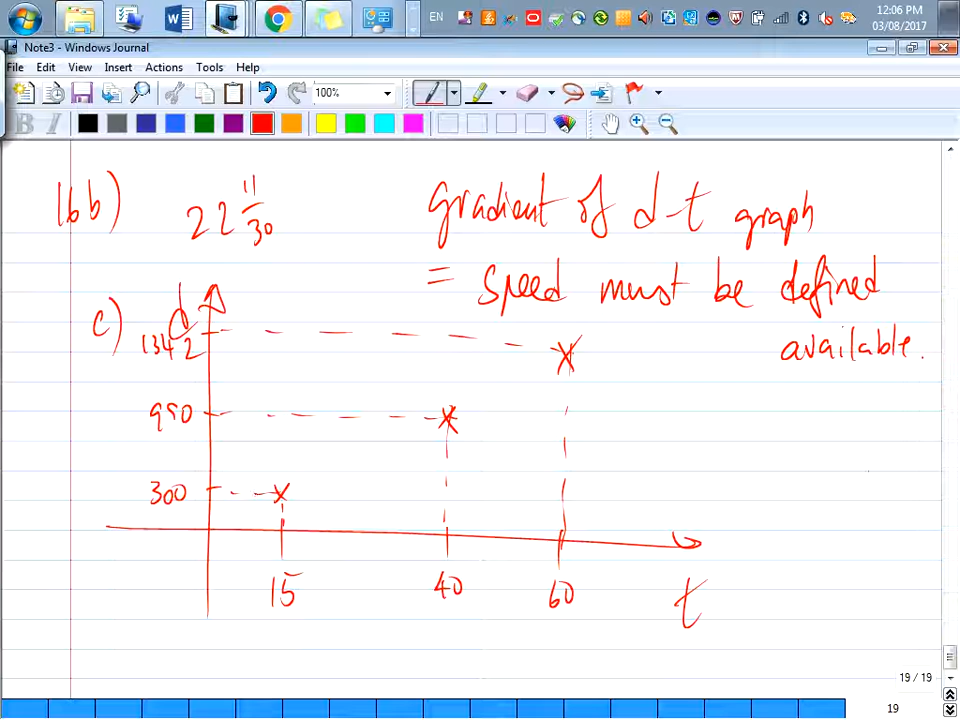 EN
12:06 PM
03/08/2017
Note3 - Windows Journal
File Edit View Insert Actions Tools Help
100%
B I
16 b) 22 11/30
gradient of d-t graph
= speed must be defined
available.
c) d
1342
990
300
15 40 60 t
19 / 19
19